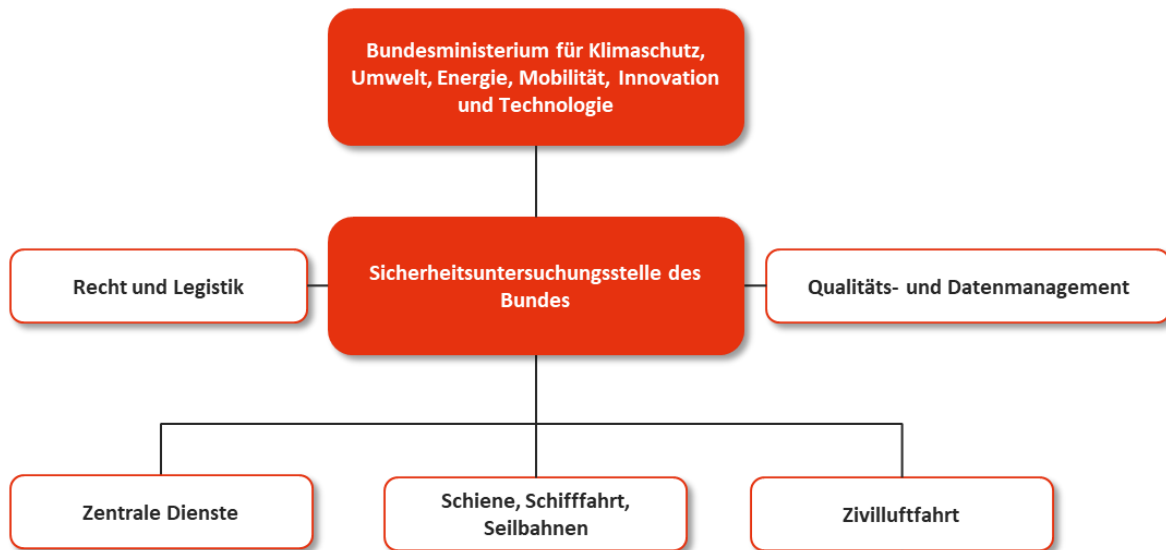 Bundesministerium für Klimaschutz,
Umwelt, Energie, Mobilität, Innovation
und Technologie
Recht und Legistik
Sicherheitsuntersuchungsstelle des
Bundes
Qualitäts- und Datenmanagement
Zentrale Dienste
Schiene, Schifffahrt,
Seilbahnen
Zivilluftfahrt